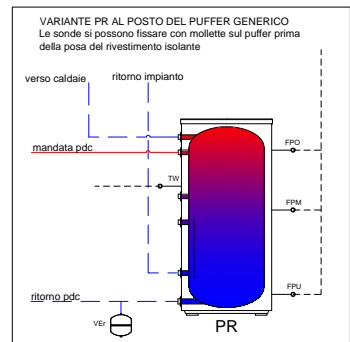 VARIANTE PR AL POSTO DEL PUFFER GENERICO
Le sonde si possono fissare con mollette sul puffer prima
della posa del rivestimento isolante
verso caldaie
ritorno impianto
mandata pdc
FPO
TW
FPM
FPU
ritorno pdc
VEr
PR